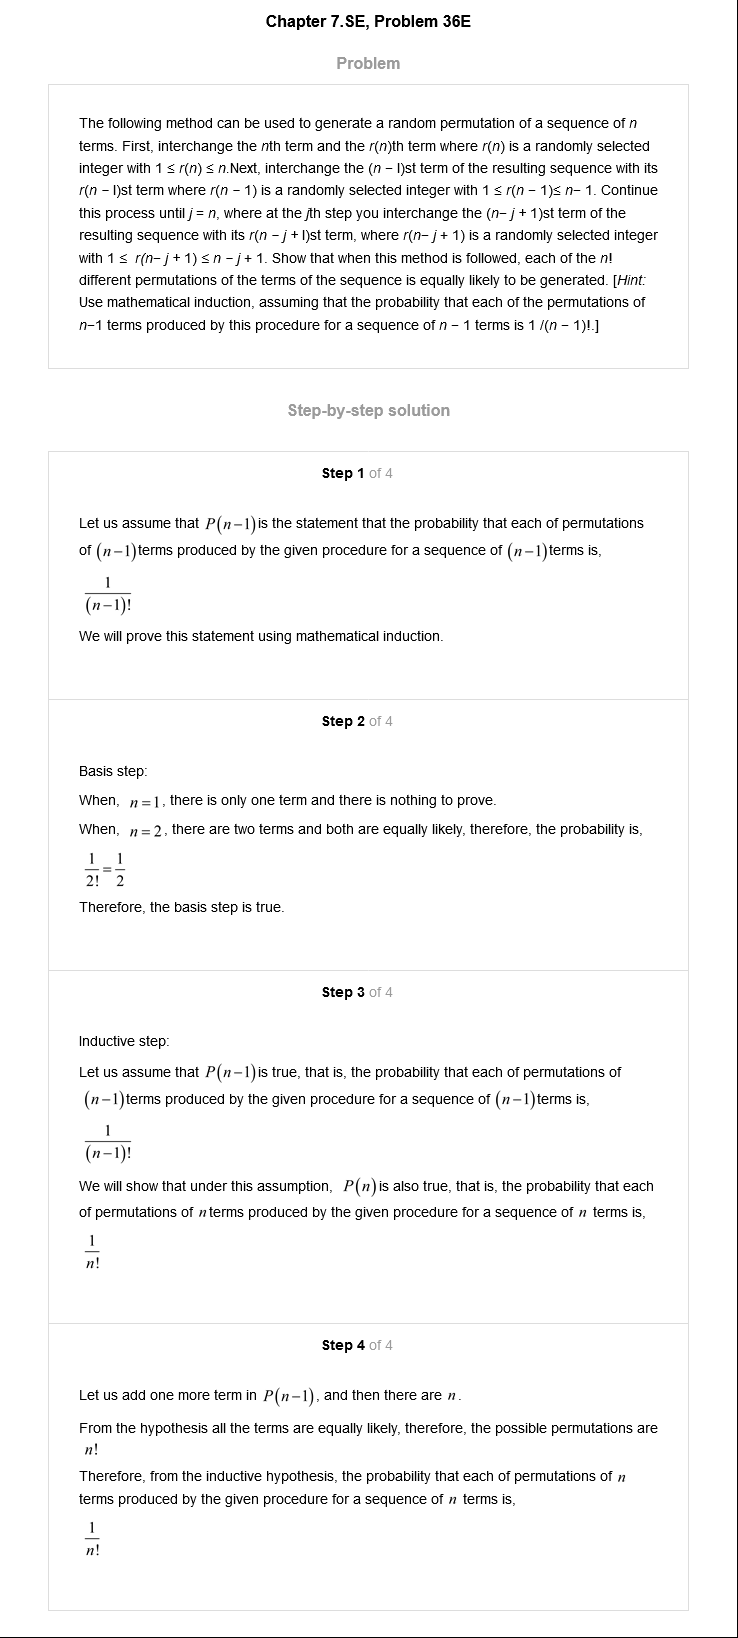 Chapter 7.SE, Problem 36E
Problem
The following method can be used to generate a random permutation of a sequence of n
terms. First, interchange the nth term and the r(n)th term where r(n) is a randomly selected
integer with 1 ≤ r(n) ≤ n.Next, interchange the (n − l)st term of the resulting sequence with its
r(n − l)st term where r(n − 1) is a randomly selected integer with 1 ≤ r(n − 1)≤ n− 1. Continue
this process until j = n, where at the jth step you interchange the (n− j + 1)st term of the
resulting sequence with its r(n − j + l)st term, where r(n− j + 1) is a randomly selected integer
with 1 ≤ r(n− j + 1) ≤ n − j + 1. Show that when this method is followed, each of the n!
different permutations of the terms of the sequence is equally likely to be generated. [Hint:
Use mathematical induction, assuming that the probability that each of the permutations of
n−1 terms produced by this procedure for a sequence of n − 1 terms is 1 /(n − 1)!.]
Step-by-step solution
Step 1 of 4
Let us assume that P(n−1) is the statement that the probability that each of permutations
of (n−1) terms produced by the given procedure for a sequence of (n−1) terms is,
1
(n−1)!
We will prove this statement using mathematical induction.
Step 2 of 4
Basis step:
When, n=1, there is only one term and there is nothing to prove.
When, n=2, there are two terms and both are equally likely, therefore, the probability is,
1/2! = 1/2
Therefore, the basis step is true.
Step 3 of 4
Inductive step:
Let us assume that P(n−1) is true, that is, the probability that each of permutations of
(n−1) terms produced by the given procedure for a sequence of (n−1) terms is,
1
(n−1)!
We will show that under this assumption, P(n) is also true, that is, the probability that each
of permutations of n terms produced by the given procedure for a sequence of n terms is,
1
n!
Step 4 of 4
Let us add one more term in P(n−1), and then there are n.
From the hypothesis all the terms are equally likely, therefore, the possible permutations are
n!
Therefore, from the inductive hypothesis, the probability that each of permutations of n
terms produced by the given procedure for a sequence of n terms is,
1
n!